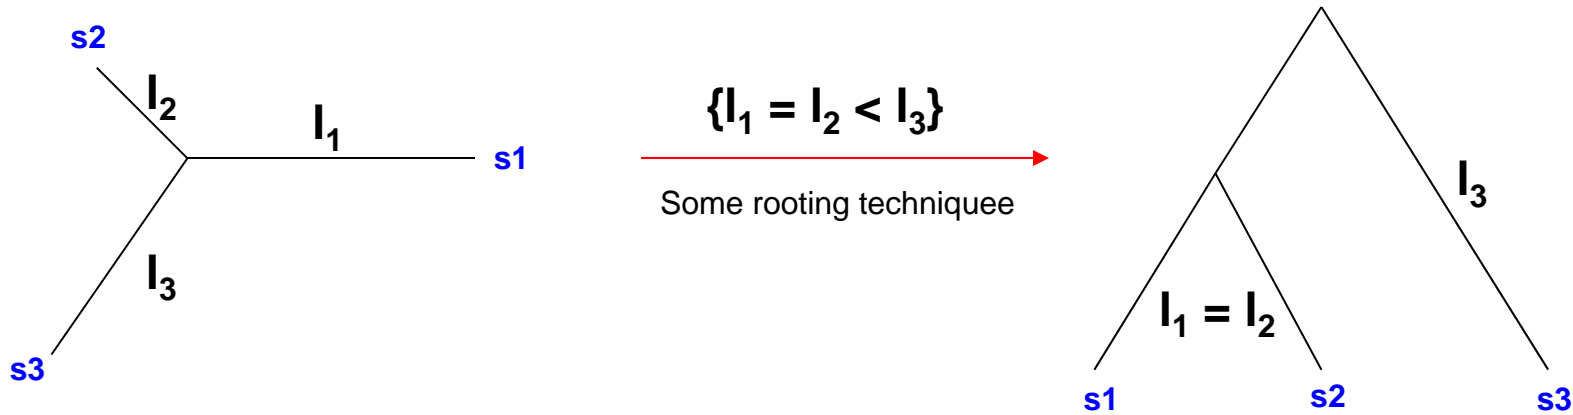 s2
l₂
l₁
s1
l₃
s3
{l₁ = l₂ < l₃}
Some rooting techniquee
l₃
l₁ = l₂
s1
s2
s3